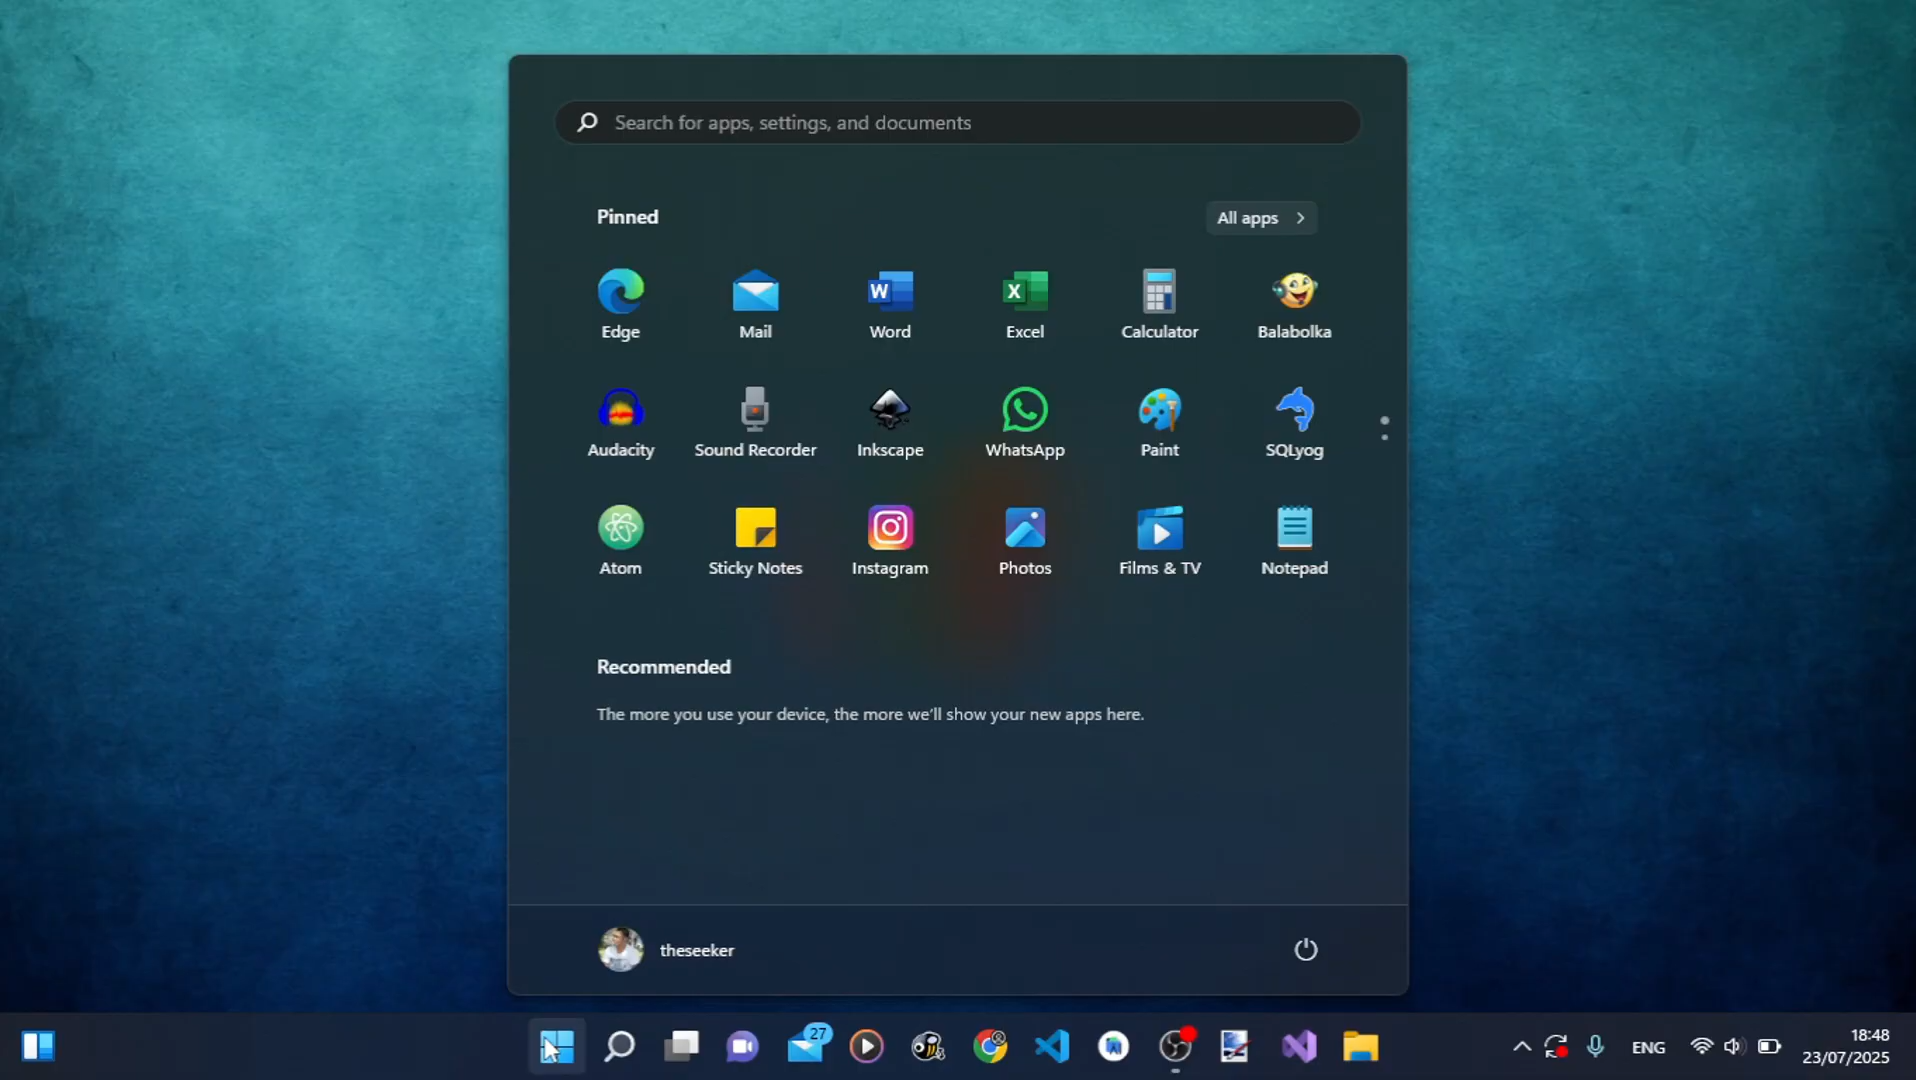 Search for apps, settings, and documents
Pinned
All apps
Edge
Mail
Word
Excel
Calculator
Balabolka
Audacity
Sound Recorder
Inkscape
WhatsApp
Paint
SQLyog
Atom
Sticky Notes
Instagram
Photos
Films & TV
Notepad
Recommended
The more you use your device, the more we'll show your new apps here.
theseeker
27
ENG
18:48
23/07/2025